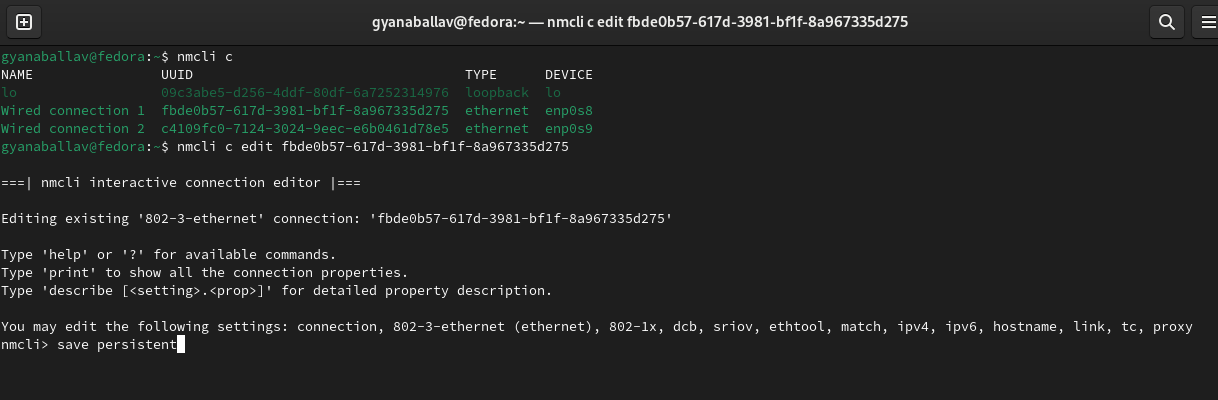 gyanaballav@fedora:~ — nmcli c edit fbde0b57-617d-3981-bf1f-8a967335d275
gyanaballav@fedora:~$ nmcli c
NAME UUID TYPE DEVICE
lo 09c3abe5-d256-4ddf-80df-6a7252314976 loopback lo
Wired connection 1 fbde0b57-617d-3981-bf1f-8a967335d275 ethernet enp0s8
Wired connection 2 c4109fc0-7124-3024-9eec-e6b0461d78e5 ethernet enp0s9
gyanaballav@fedora:~$ nmcli c edit fbde0b57-617d-3981-bf1f-8a967335d275
===| nmcli interactive connection editor |===
Editing existing '802-3-ethernet' connection: 'fbde0b57-617d-3981-bf1f-8a967335d275'
Type 'help' or '?' for available commands.
Type 'print' to show all the connection properties.
Type 'describe [<setting>.<prop>]' for detailed property description.
You may edit the following settings: connection, 802-3-ethernet (ethernet), 802-1x, dcb, sriov, ethtool, match, ipv4, ipv6, hostname, link, tc, proxy
nmcli> save persistent